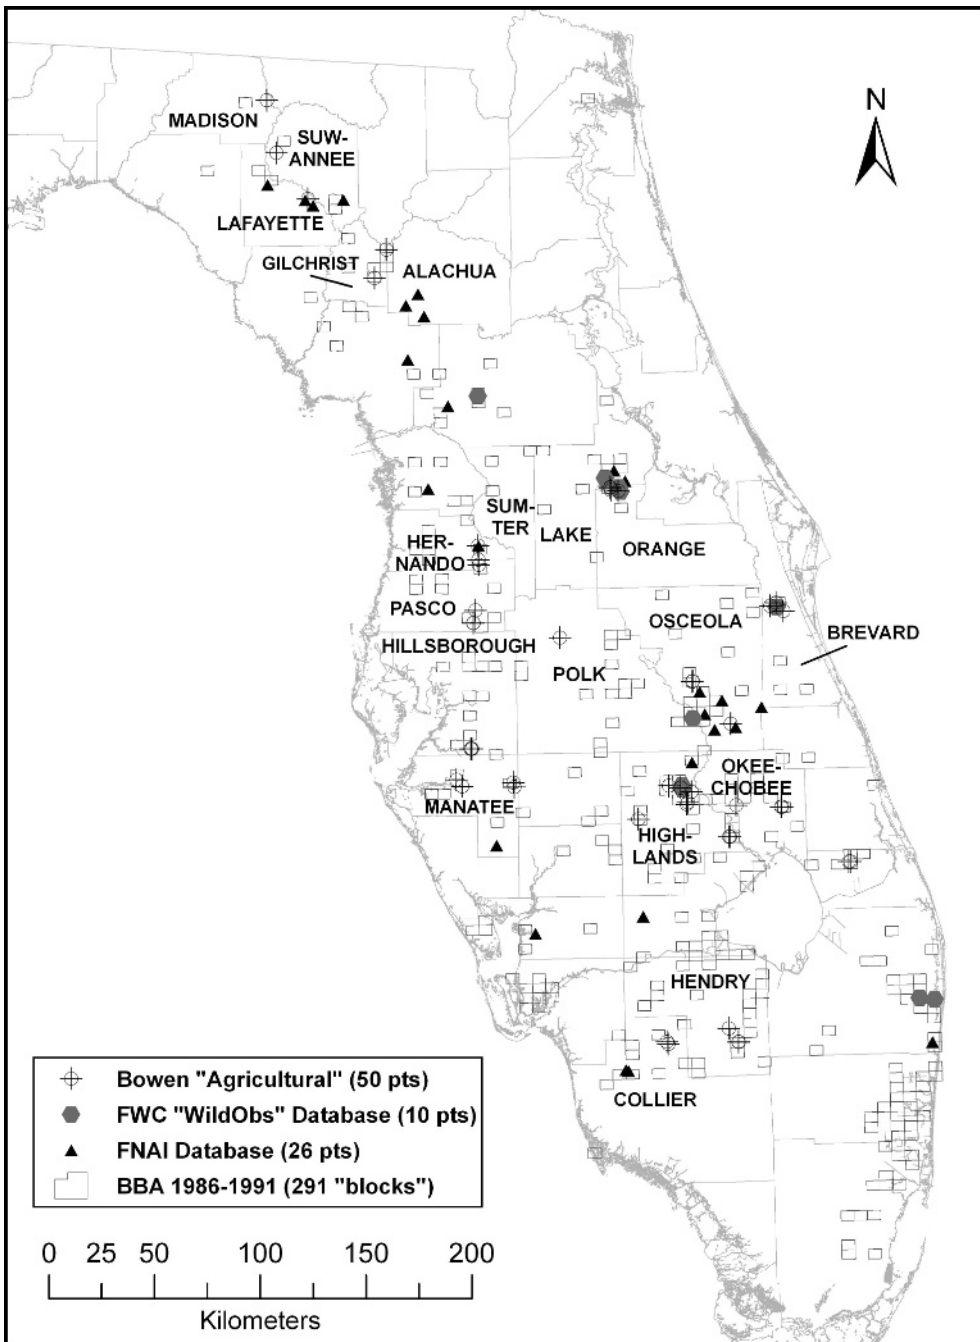 N
MADISON
SUW-
ANNEE
LAFAYETTE
GILCHRIST
ALACHUA
SUM-
TER
LAKE
ORANGE
HER-
NANDO
PASCO
OSCEOLA
BREVARD
HILLSBOROUGH
POLK
OKEE-
CHOBEE
MANATEE
HIGH-
LANDS
HENDRY
COLLIER
Bowen "Agricultural" (50 pts)
FWC "WildObs" Database (10 pts)
FNAI Database (26 pts)
BBA 1986-1991 (291 "blocks")
0 25 50 100 150 200
Kilometers